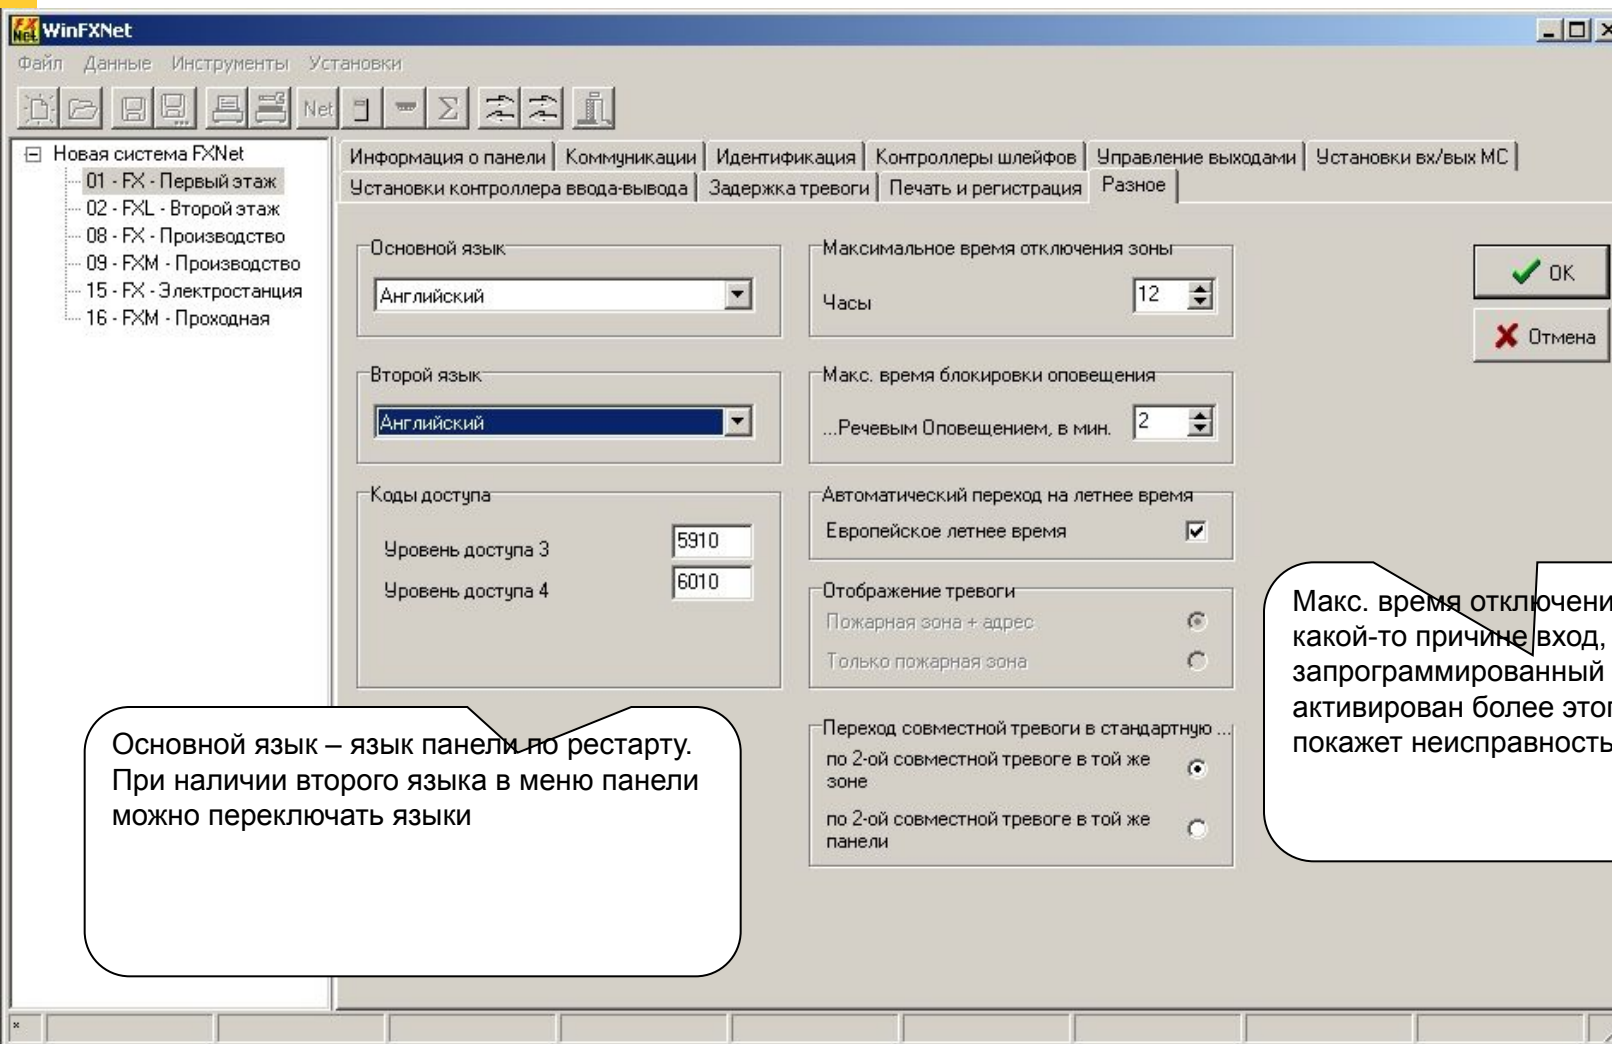 FX Net WinFXNet
Файл Данные Инструменты Установки
Net Σ
Новая система FXNet
01 - FX - Первый этаж
02 - FXL - Второй этаж
08 - FX - Производство
09 - FXM - Производство
15 - FX - Электростанция
16 - FXM - Проходная
Информация о панели Коммуникации Идентификация Контроллеры шлейфов Управление выходами Установки вх/вых МС
Установки контроллера ввода-вывода Задержка тревоги Печать и регистрация Разное
Основной язык
Английский
Второй язык
Английский
Коды доступа
Уровень доступа 3 5910
Уровень доступа 4 6010
Максимальное время отключения зоны
Часы 12
Макс. время блокировки оповещения
...Речевым Оповещением, в мин. 2
Автоматический переход на летнее время
Европейское летнее время
Отображение тревоги
Пожарная зона + адрес
Только пожарная зона
Переход совместной тревоги в стандартную ...
по 2-ой совместной тревоге в той же
зоне
по 2-ой совместной тревоге в той же
панели
OK
Отмена
Основной язык – язык панели по рестарту.
При наличии второго языка в меню панели
можно переключать языки
Макс. время отключени
какой-то причине вход,
запрограммированный
активирован более этог
покажет неисправность
*